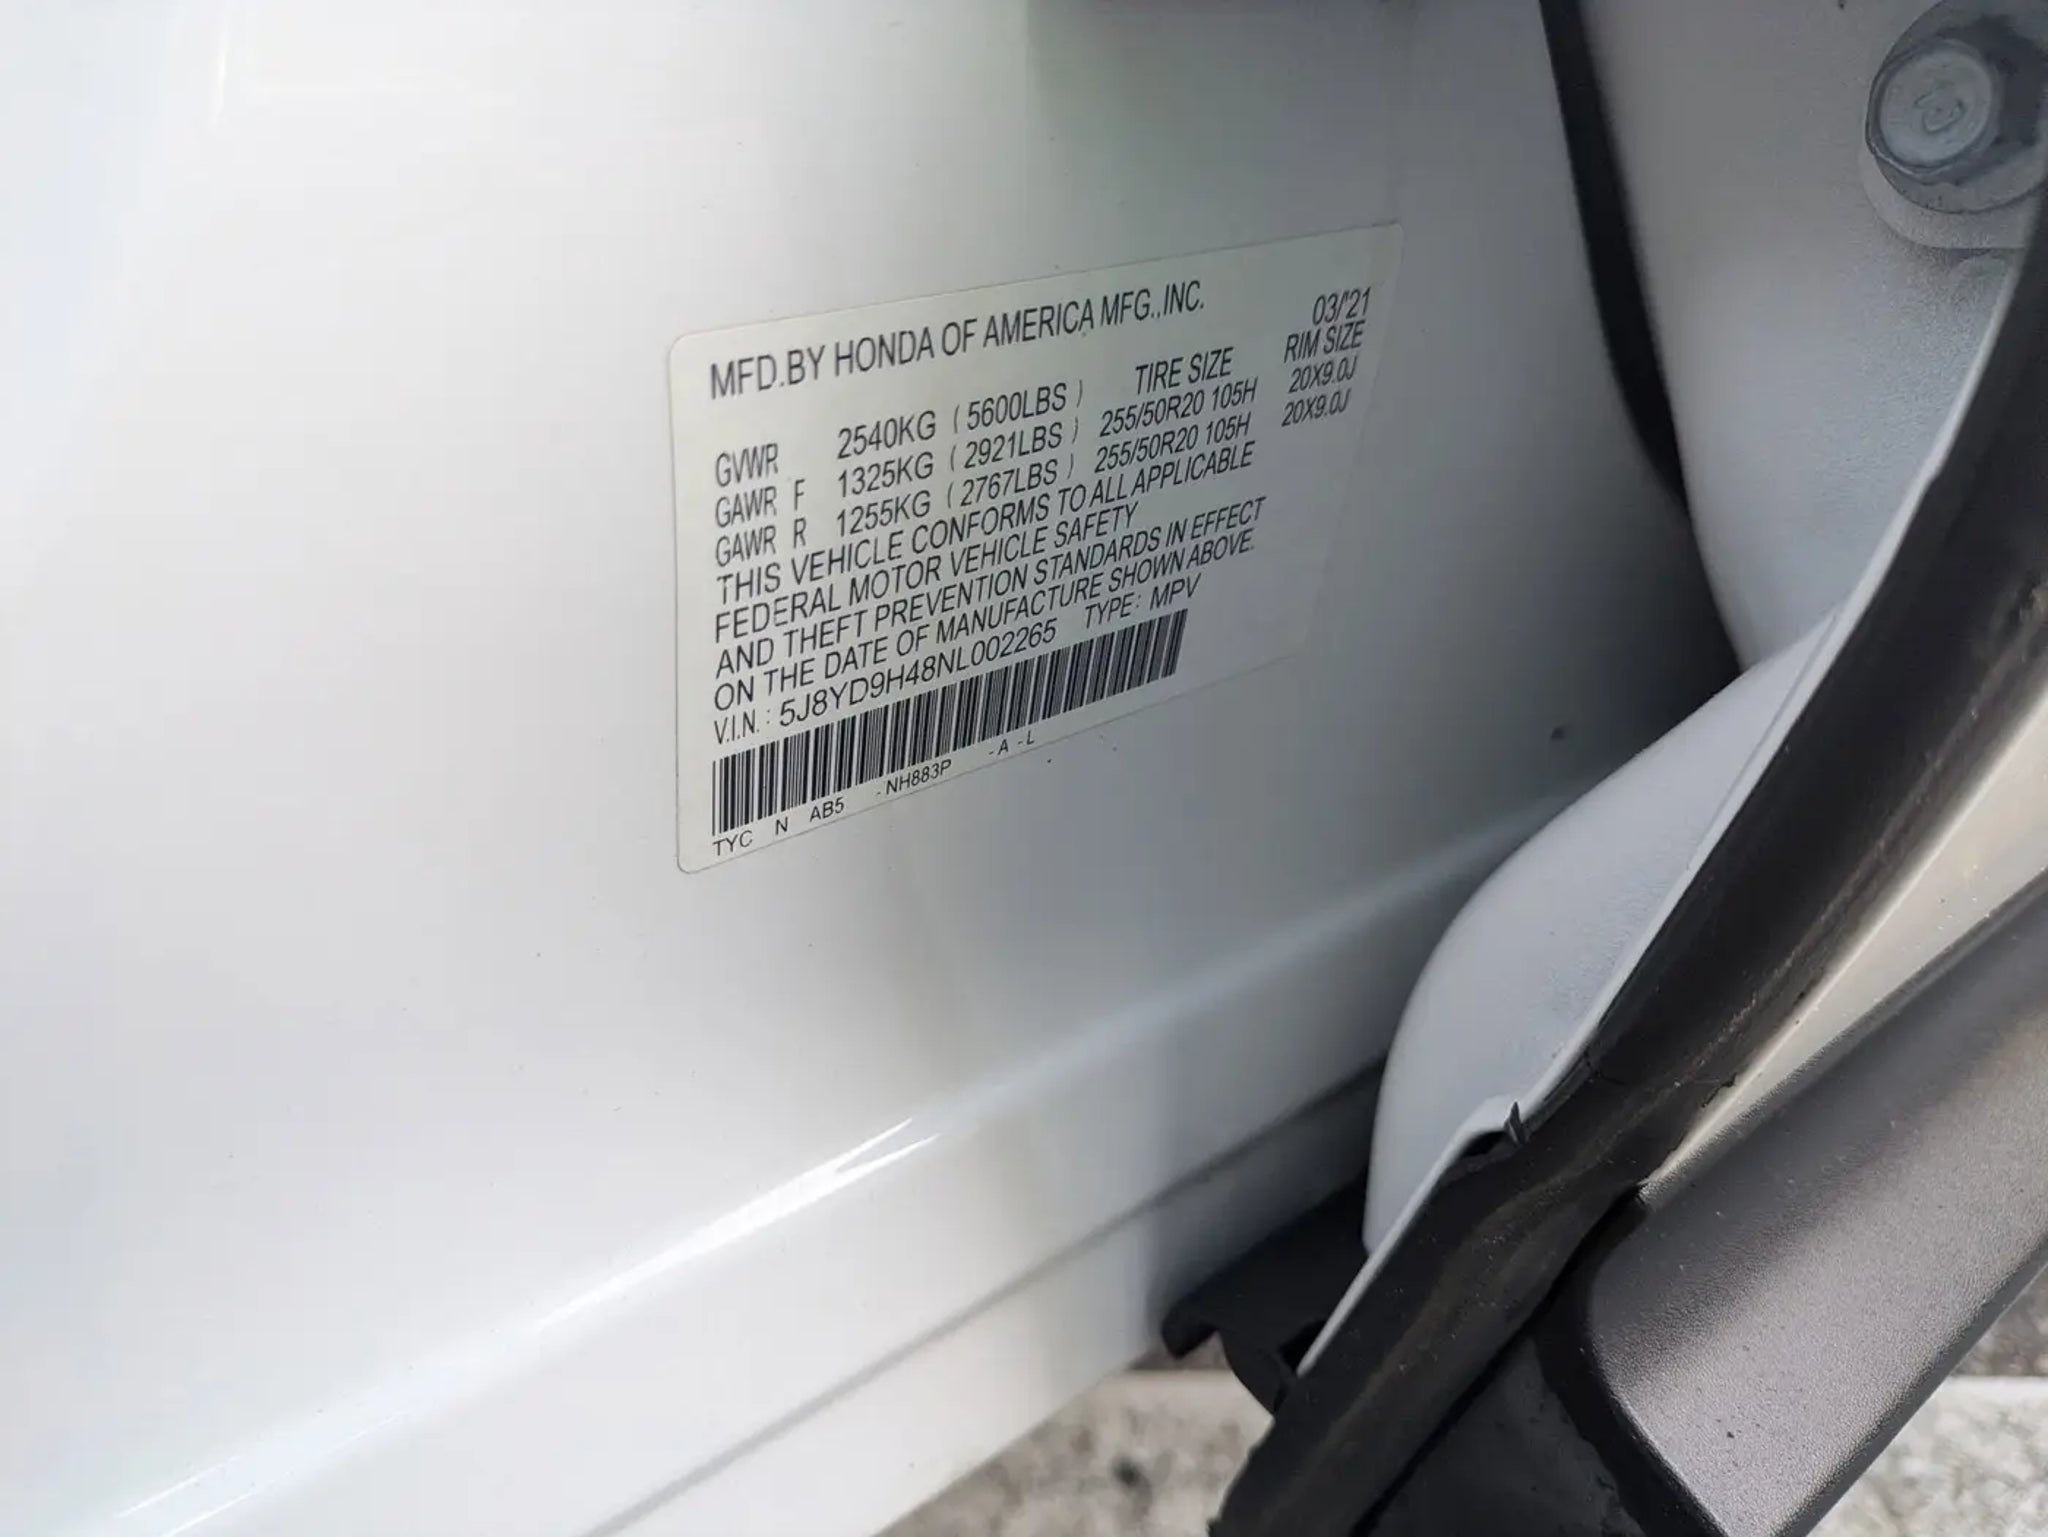 MFD.BY HONDA OF AMERICA MFG.,INC. 03/'21
TIRE SIZE RIM SIZE
GVWR 2540KG (5600LBS)
GAWR F 1325KG (2921LBS) 255/50R20 105H 20X9.0J
GAWR R 1255KG (2767LBS) 255/50R20 105H 20X9.0J
THIS VEHICLE CONFORMS TO ALL APPLICABLE
FEDERAL MOTOR VEHICLE SAFETY
AND THEFT PREVENTION STANDARDS IN EFFECT
ON THE DATE OF MANUFACTURE SHOWN ABOVE.
V.I.N.: 5J8YD9H48NL002265 TYPE: MPV
TYC N AB5 -NH883P -A -L